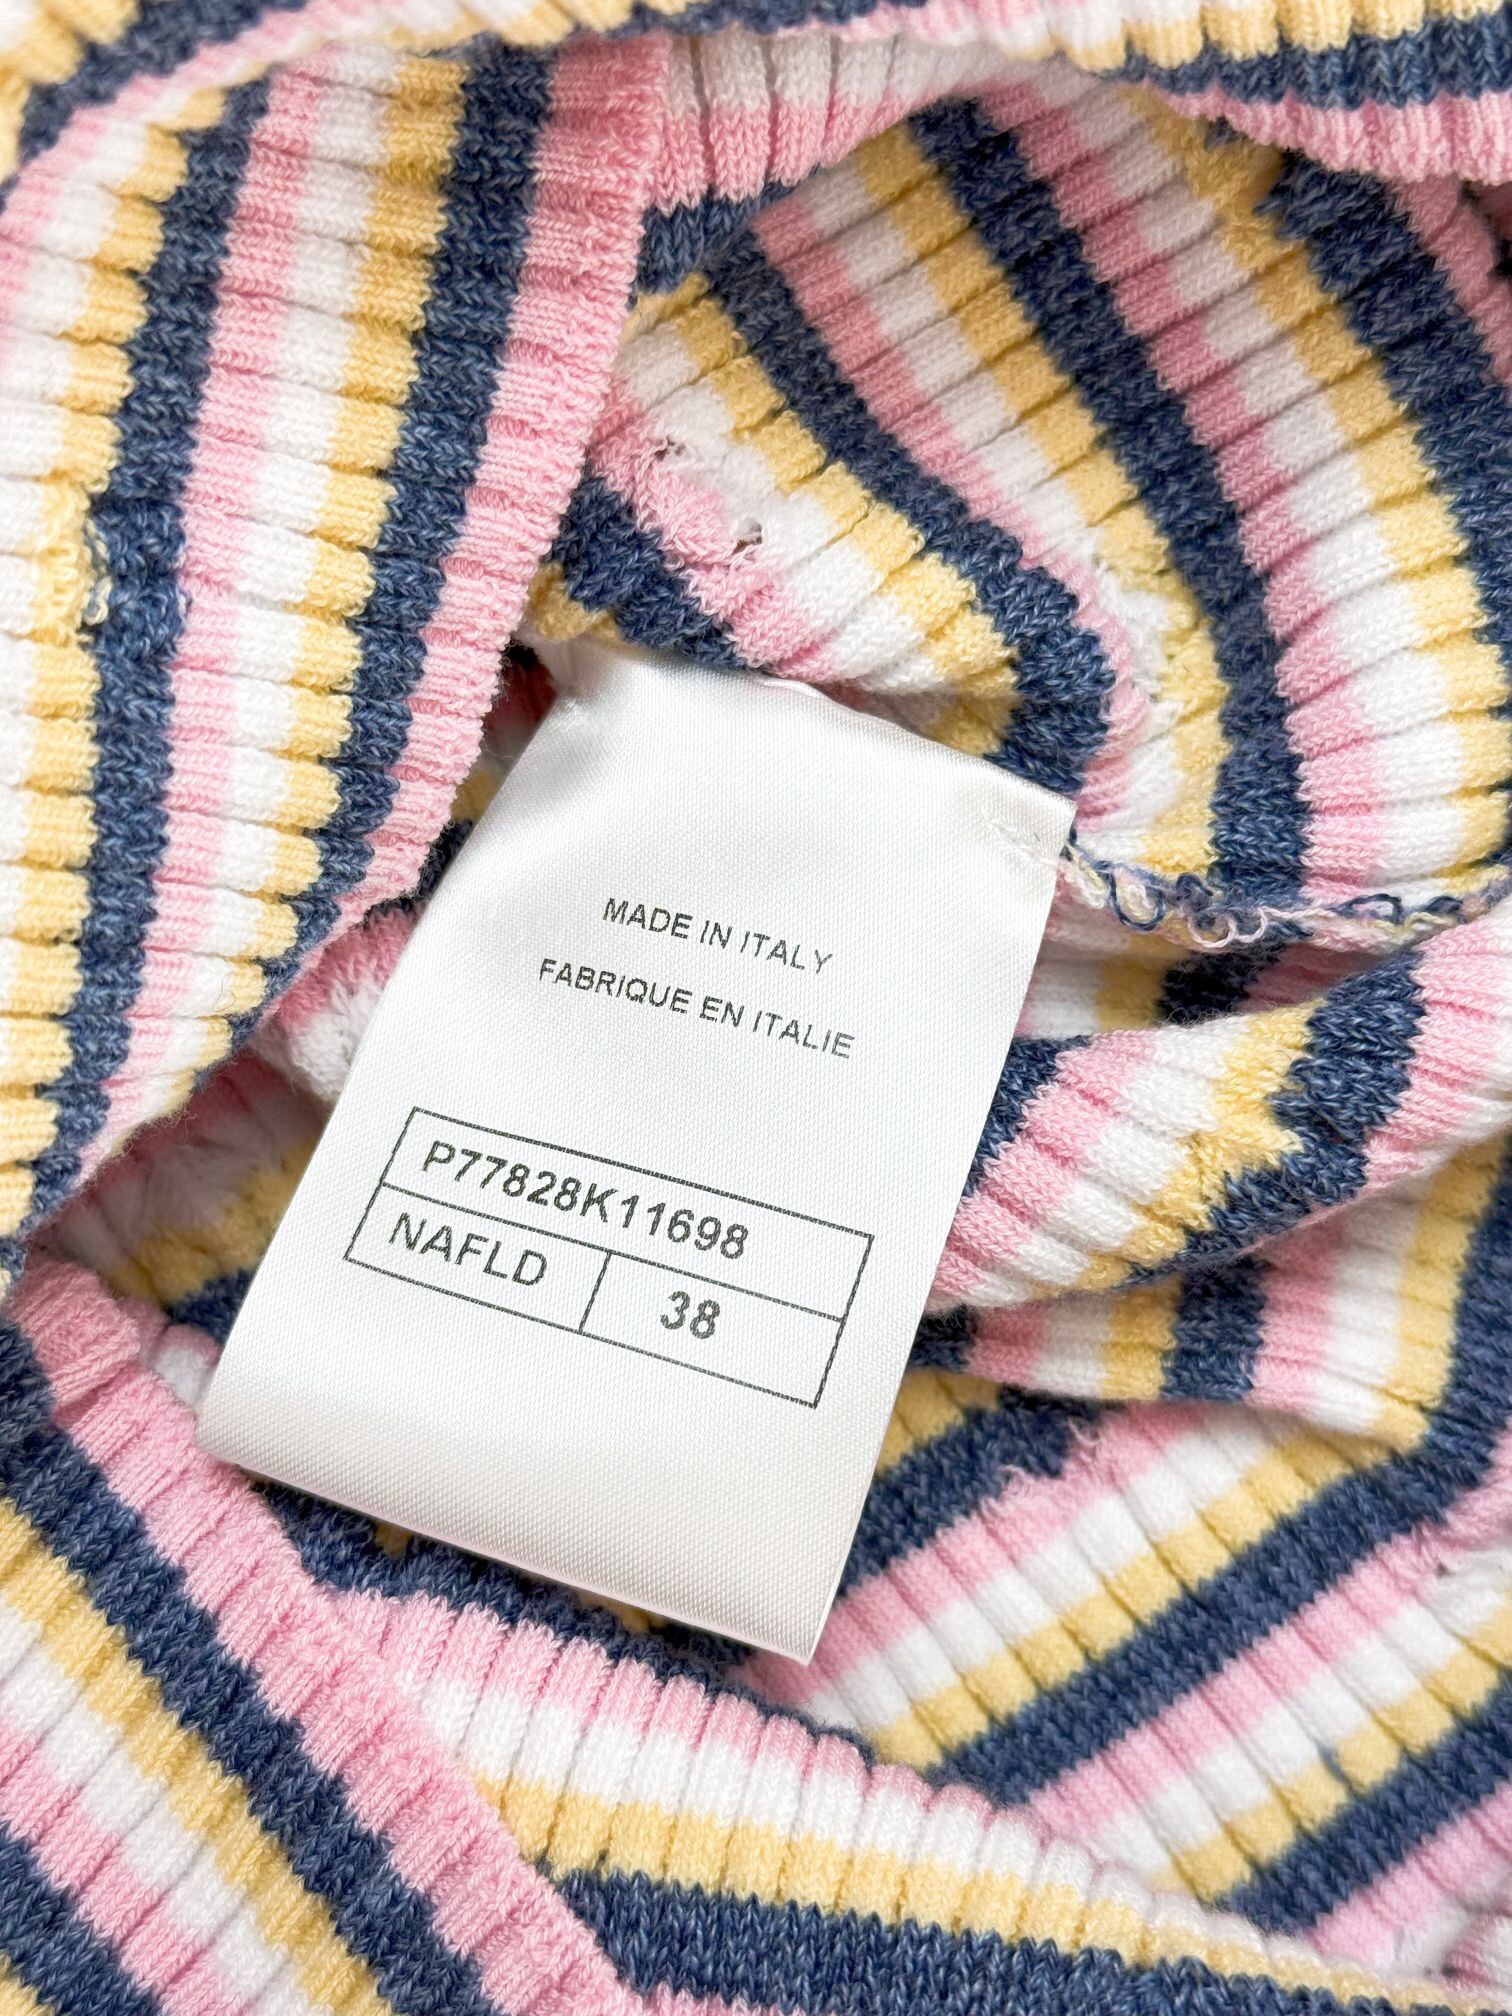 MADE IN ITALY
FABRIQUE EN ITALIE
P77828K11698
NAFLD 38